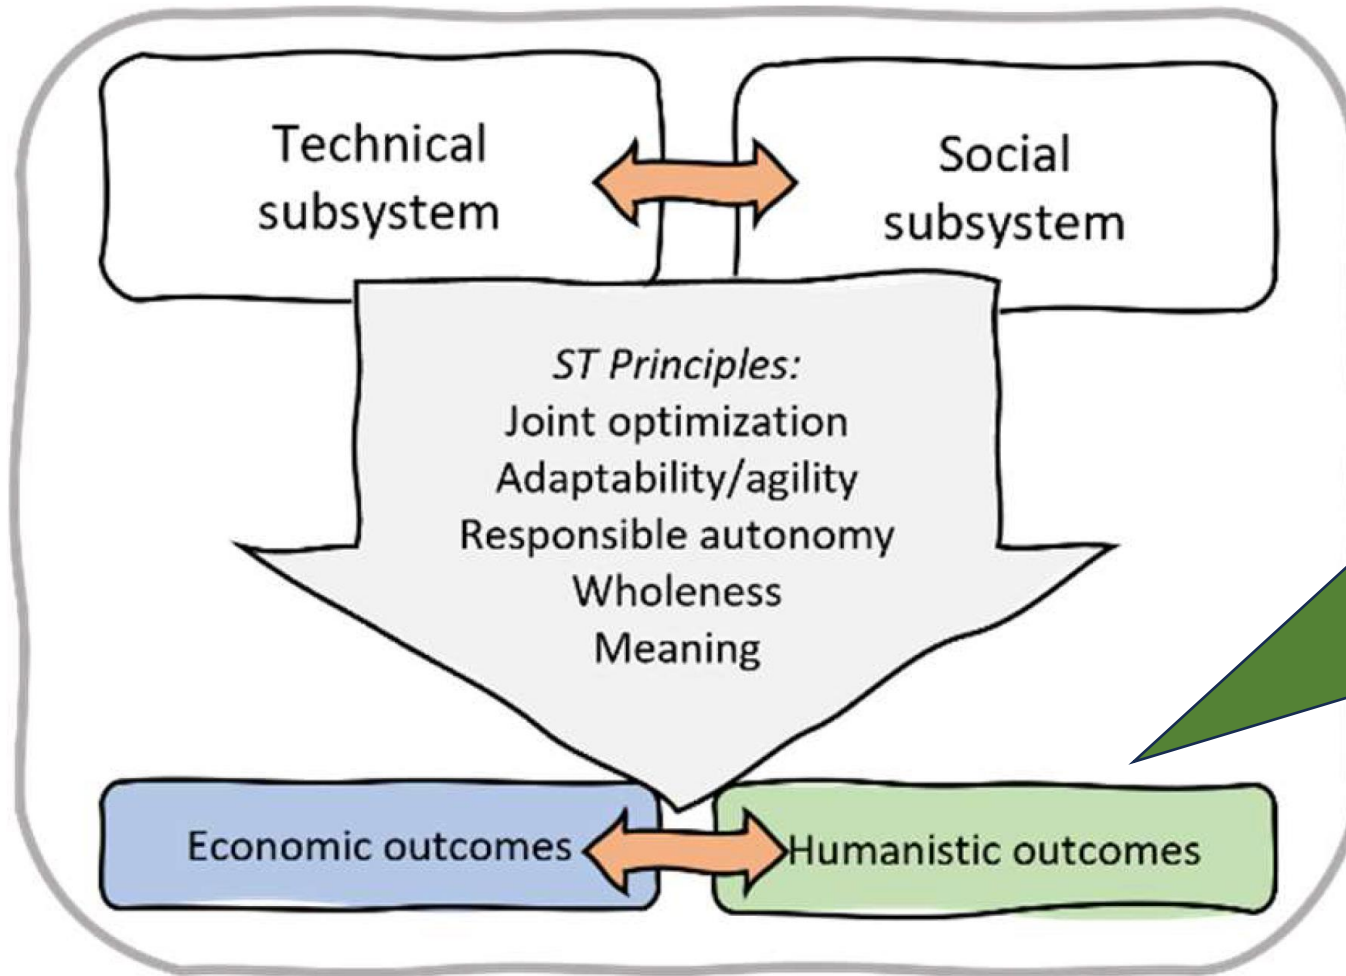 Technical
subsystem
Social
subsystem
ST Principles:
Joint optimization
Adaptability/agility
Responsible autonomy
Wholeness
Meaning
Economic outcomes
Humanistic outcomes